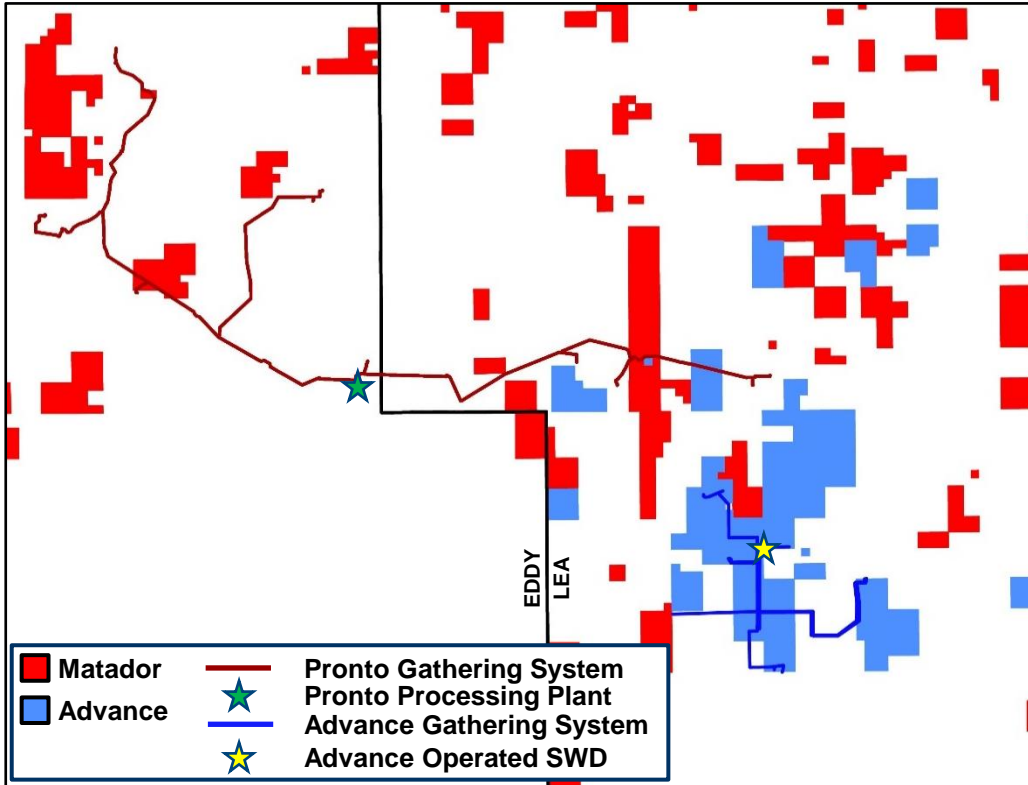 EDDY
LEA
Matador
Advance
Pronto Gathering System
Pronto Processing Plant
Advance Gathering System
Advance Operated SWD